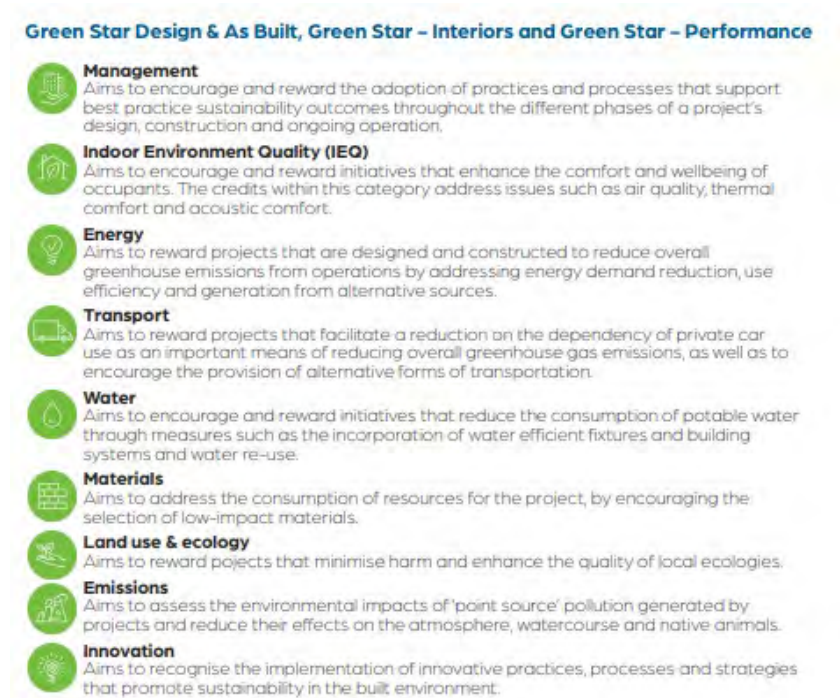 Green Star Design & As Built, Green Star – Interiors and Green Star – Performance
Management
Aims to encourage and reward the adoption of practices and processes that support
best practice sustainability outcomes throughout the different phases of a project's
design, construction and ongoing operation.
Indoor Environment Quality (IEQ)
Aims to encourage and reward initiatives that enhance the comfort and wellbeing of
occupants. The credits within this category address issues such as air quality, thermal
comfort and acoustic comfort.
Energy
Aims to reward projects that are designed and constructed to reduce overall
greenhouse emissions from operations by addressing energy demand reduction, use
efficiency and generation from alternative sources.
Transport
Aims to reward projects that facilitate a reduction on the dependency of private car
use as an important means of reducing overall greenhouse gas emissions, as well as to
encourage the provision of alternative forms of transportation.
Water
Aims to encourage and reward initiatives that reduce the consumption of potable water
through measures such as the incorporation of water efficient fixtures and building
systems and water re-use.
Materials
Aims to address the consumption of resources for the project, by encouraging the
selection of low-impact materials.
Land use & ecology
Aims to reward pojects that minimise harm and enhance the quality of local ecologies.
Emissions
Aims to assess the environmental impacts of 'point source' pollution generated by
projects and reduce their effects on the atmosphere, watercourse and native animals.
Innovation
Aims to recognise the implementation of innovative practices, processes and strategies
that promote sustainability in the built environment.